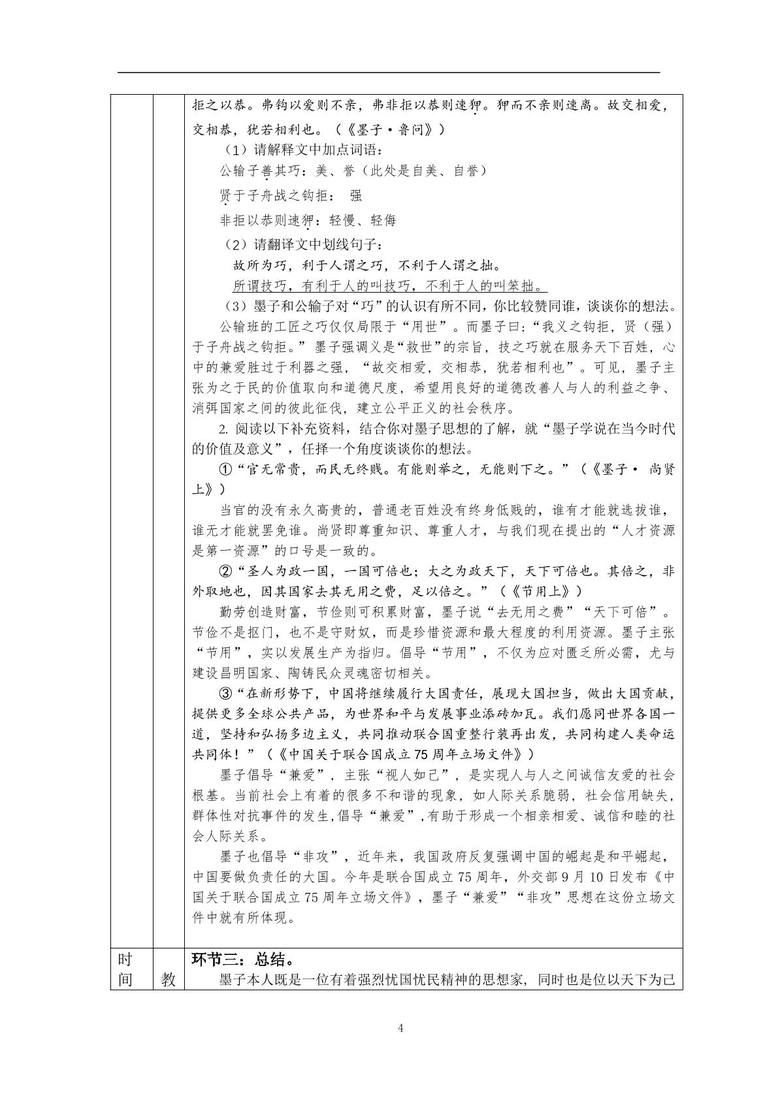 拒之以恭。弗钩以爱则不亲，弗非拒以恭则速狎。狎而不亲则速离。故交相爱，
交相恭，犹若相利也。（《墨子·鲁问》）
（1）请解释文中加点词语：
公输子善其巧：美、誉（此处是自美、自誉）
贤于子舟战之钩拒： 强
非拒以恭则速狎：轻慢、轻侮
（2）请翻译文中划线句子：
故所为巧，利于人谓之巧，不利于人谓之拙。
所谓技巧，有利于人的叫技巧，不利于人的叫笨拙。
（3）墨子和公输子对“巧”的认识有所不同，你比较赞同谁，谈谈你的想法。
公输班的工匠之巧仅仅局限于“用世”。而墨子曰：“我义之钩拒，贤（强）
于子舟战之钩拒。” 墨子强调义是“救世”的宗旨，技之巧就在服务天下百姓，心
中的兼爱胜过于利器之强，“故交相爱，交相恭，犹若相利也”。可见，墨子主
张为之于民的价值取向和道德尺度，希望用良好的道德改善人与人的利益之争、
消弭国家之间的彼此征伐，建立公平正义的社会秩序。
2. 阅读以下补充资料，结合你对墨子思想的了解，就“墨子学说在当今时代
的价值及意义”，任择一个角度谈谈你的想法。
①“官无常贵，而民无终贱。有能则举之，无能则下之。”（《墨子· 尚贤
上》）
当官的没有永久高贵的，普通老百姓没有终身低贱的，谁有才能就选拔谁，
谁无才能就罢免谁。尚贤即尊重知识、尊重人才，与我们现在提出的“人才资源
是第一资源”的口号是一致的。
②“圣人为政一国，一国可倍也；大之为政天下，天下可倍也。其倍之，非
外取地也，因其国家去其无用之费，足以倍之。”（《节用上》）
勤劳创造财富，节俭则可积累财富，墨子说“去无用之费”“天下可倍”。
节俭不是抠门，也不是守财奴，而是珍惜资源和最大程度的利用资源。墨子主张
“节用”，实以发展生产为指归。倡导“节用”，不仅为应对匮乏所必需，尤与
建设昌明国家、陶铸民众灵魂密切相关。
③“在新形势下，中国将继续履行大国责任，展现大国担当，做出大国贡献，
提供更多全球公共产品，为世界和平与发展事业添砖加瓦。我们愿同世界各国一
道，坚持和弘扬多边主义，共同推动联合国重整行装再出发，共同构建人类命运
共同体！”（《中国关于联合国成立 75 周年立场文件》）
墨子倡导“兼爱”，主张“视人如己”，是实现人与人之间诚信友爱的社会
根基。当前社会上有着的很多不和谐的现象，如人际关系脆弱，社会信用缺失，
群体性对抗事件的发生,倡导“兼爱”,有助于形成一个相亲相爱、诚信和睦的社
会人际关系。
墨子也倡导“非攻”，近年来，我国政府反复强调中国的崛起是和平崛起，
中国要做负责任的大国。今年是联合国成立 75 周年，外交部 9 月 10 日发布《中
国关于联合国成立 75 周年立场文件》，墨子“兼爱”“非攻”思想在这份立场文
件中就有所体现。
时
间
教
环节三：总结。
墨子本人既是一位有着强烈忧国忧民精神的思想家，同时也是位以天下为己
4